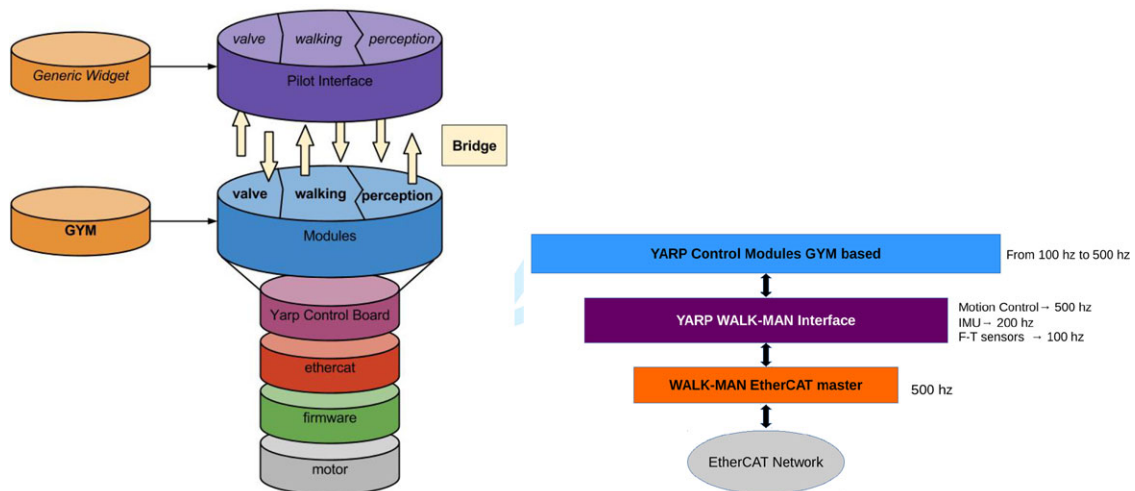 valve walking perception
Generic Widget
Pilot Interface
Bridge
valve walking perception
GYM
Modules
Yarp Control Board
ethercat
firmware
motor
YARP Control Modules GYM based
From 100 hz to 500 hz
YARP WALK-MAN Interface
Motion Control→ 500 hz
IMU→ 200 hz
F-T sensors → 100 hz
WALK-MAN EtherCAT master
500 hz
EtherCAT Network